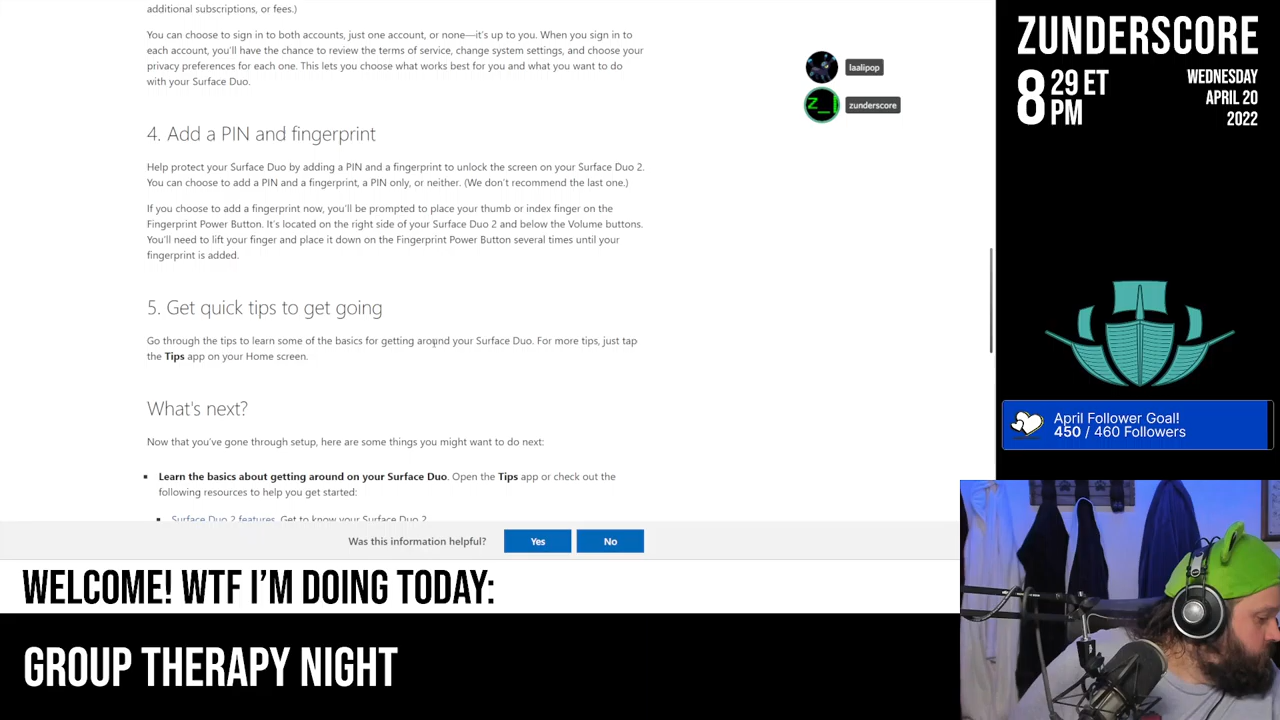 additional subscriptions, or fees.)
You can choose to sign in to both accounts, just one account, or none—it's up to you. When you sign in to
each account, you'll have the chance to review the terms of service, change system settings, and choose your
privacy preferences for each one. This lets you choose what works best for you and what you want to do
with your Surface Duo.
4. Add a PIN and fingerprint
Help protect your Surface Duo by adding a PIN and a fingerprint to unlock the screen on your Surface Duo 2.
You can choose to add a PIN and a fingerprint, a PIN only, or neither. (We don't recommend the last one.)
If you choose to add a fingerprint now, you'll be prompted to place your thumb or index finger on the
Fingerprint Power Button. It's located on the right side of your Surface Duo 2 and below the Volume buttons.
You'll need to lift your finger and place it down on the Fingerprint Power Button several times until your
fingerprint is added.
5. Get quick tips to get going
Go through the tips to learn some of the basics for getting around your Surface Duo. For more tips, just tap
the Tips app on your Home screen.
What's next?
Now that you've gone through setup, here are some things you might want to do next:
Learn the basics about getting around on your Surface Duo. Open the Tips app or check out the
following resources to help you get started:
Surface Duo 2 features. Get to know your Surface Duo 2
Was this information helpful? Yes No
laalipop
z_
zunderscore
ZUNDERSCORE
8 29 ET
PM
WEDNESDAY
APRIL 20
2022
April Follower Goal!
450 / 460 Followers
WELCOME! WTF I'M DOING TODAY:
GROUP THERAPY NIGHT